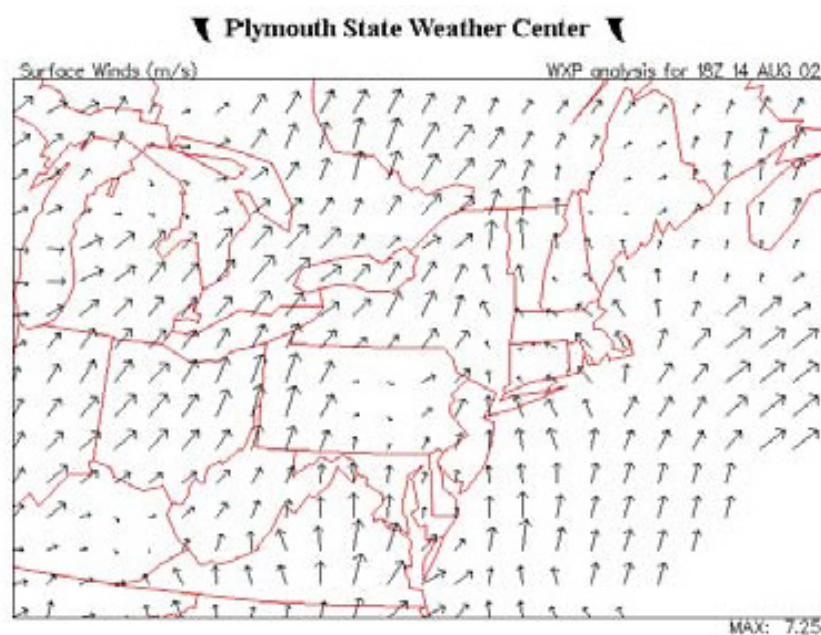 Plymouth State Weather Center
Surface Winds (m/s) WXP analysis for 18Z 14 AUG 02
MAX: 7.25